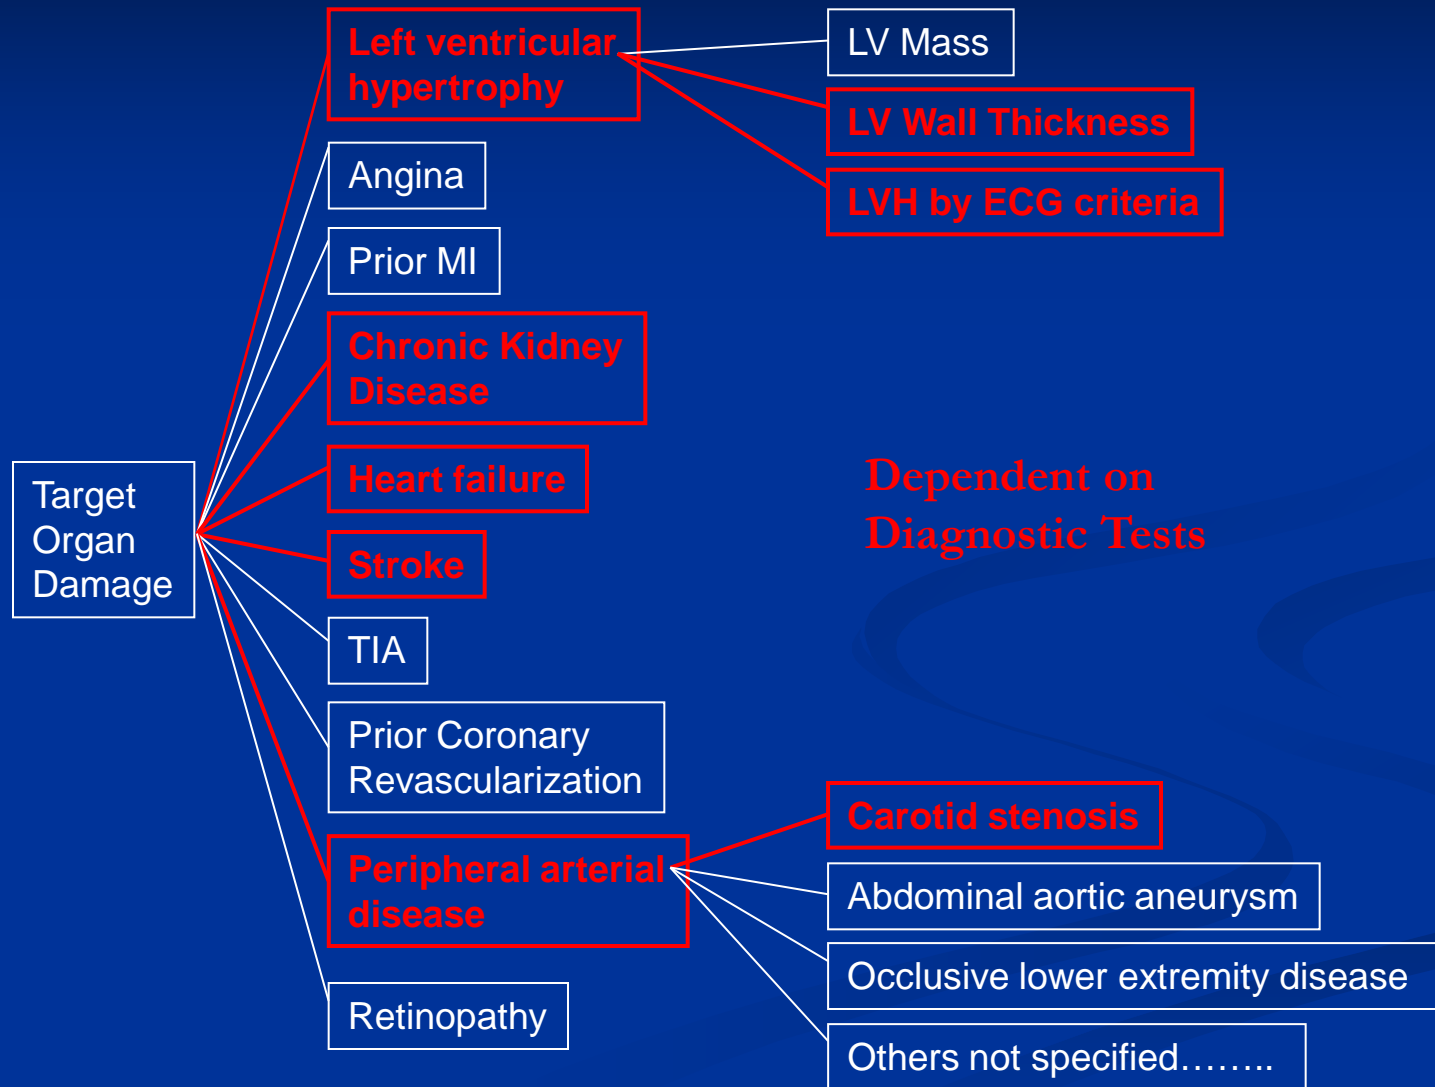 Left ventricular
hypertrophy
LV Mass
LV Wall Thickness
LVH by ECG criteria
Angina
Prior MI
Chronic Kidney
Disease
Heart failure
Stroke
Target
Organ
Damage
Dependent on
Diagnostic Tests
TIA
Prior Coronary
Revascularization
Peripheral arterial
disease
Carotid stenosis
Abdominal aortic aneurysm
Occlusive lower extremity disease
Others not specified……..
Retinopathy